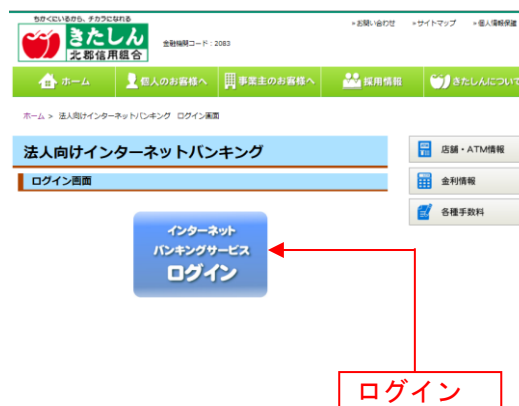 ちかくにいるから、チカラになれる
きたしん
北郡信用組合
金融機関コード：2083
»お問い合わせ »サイトマップ »個人情報保護
ホーム 個人のお客様へ 事業主のお客様へ 採用情報 きたしんについて
ホーム > 法人向けインターネットバンキング ログイン画面
法人向けインターネットバンキング
ログイン画面
店舗・ATM情報
金利情報
各種手数料
インターネット
バンキングサービス
ログイン
ログイン